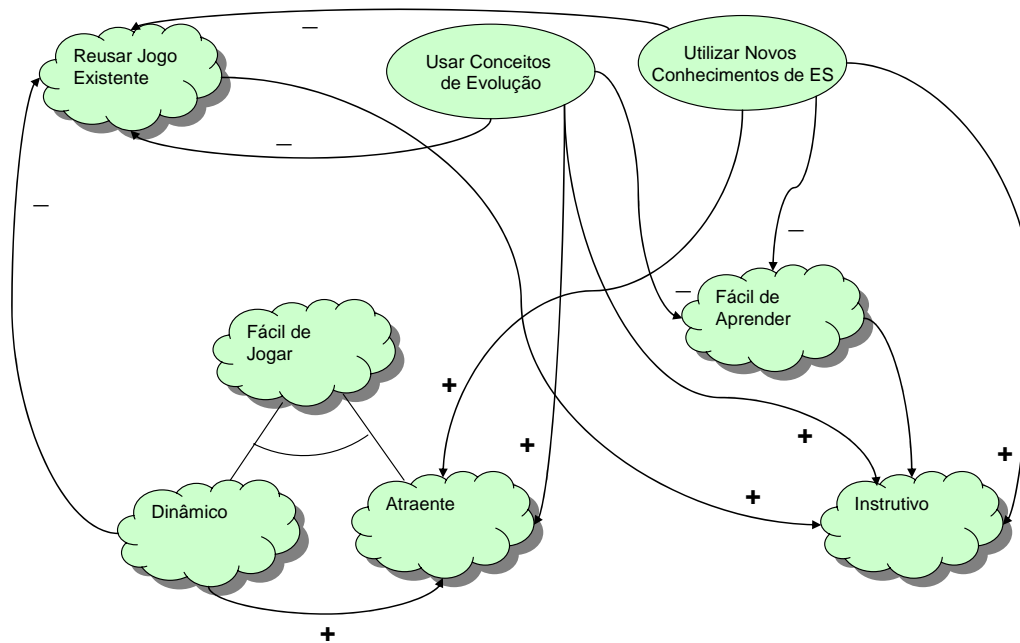 Reusar Jogo
Existente
Usar Conceitos
de Evolução
Utilizar Novos
Conhecimentos de ES
Fácil de
Aprender
Fácil de
Jogar
Dinâmico
Atraente
Instrutivo
_
_
_
_
_
+
+
+
+
+
+